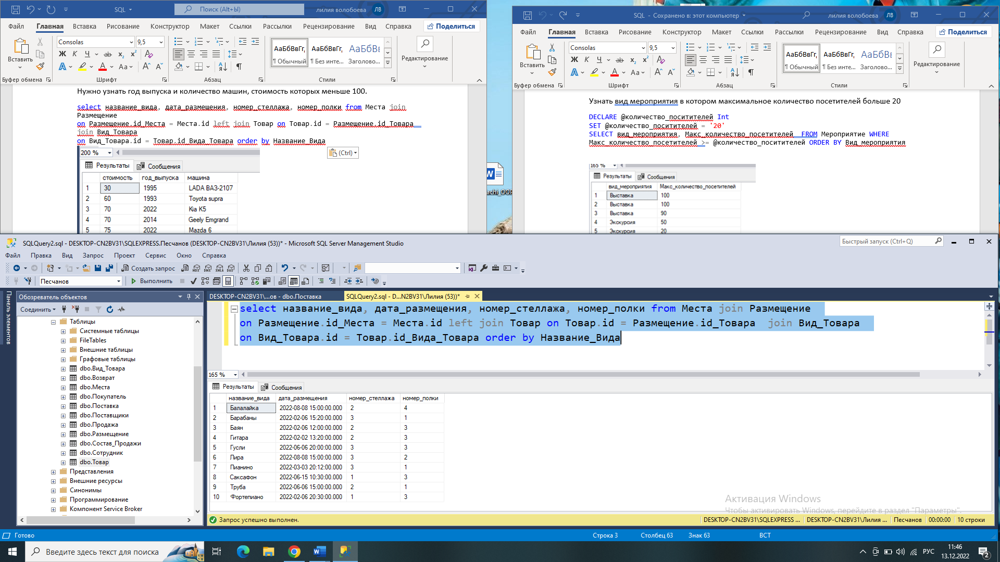 SQL
Поиск (Alt+Ы)
лилия волобоева
ЛВ
Файл Главная Вставка Рисование Конструктор Макет Ссылки Рассылки Рецензирование Вид Справка Поделиться
Consolas 9,5
Вставить
Ж К Ч ab x₂ x²
А Аа
АаБбВвГг, АаБбВвГг, АаБбВв
¶ Обычный ¶ Без инте... Заголово...
Редактирование
Буфер обмена Шрифт Абзац Стили
Нужно узнать год выпуска и количество машин, стоимость которых меньше 100.
select название_вида, дата_размещения, номер_стеллажа, номер_полки from Места join
Размещение
on Размещение.id_Места = Места.id left join Товар on Товар.id = Размещение.id_Товара
join Вид_Товара
on Вид_Товара.id = Товар.id_Вида_Товара order by Название_Вида
(Ctrl)
200 %
Результаты Сообщения
стоимость год_выпуска машина
1 30 1995 LADA ВАЗ-2107
2 60 1993 Toyota supra
3 70 2022 Kia K5
4 70 2014 Geely Emgrand
5 75 2022 Mazda 6
SQL - Сохранено в: этот компьютер
лилия волобоева
ЛВ
Файл Главная Вставка Рисование Конструктор Макет Ссылки Рассылки Рецензирование Вид Справка Поделиться
Consolas 9,5
Вставить
Ж К Ч ab x₂ x²
А Аа
АаБбВвГг, АаБбВвГг, АаБбВв
¶ Обычный ¶ Без инте... Заголово...
Редактирование
Буфер обмена Шрифт Абзац Стили
Узнать вид мероприятия в котором максимальное количество посетителей больше 20
DECLARE @количество_поситителей Int
SET @количество_поситителей = '20'
SELECT вид_мероприятия, Макс_количество_посетителей FROM Мероприятие WHERE
Макс_количество_посетителей >= @количество_поситителей ORDER BY Вид_мероприятия
165 %
Результаты Сообщения
вид_мероприятия Макс_количество_посетителей
1 Выставка 100
2 Выставка 100
3 Выставка 90
4 Экскурсия 50
5 Экскурсия 20
achi_OOP
SQLQuery2.sql - DESKTOP-CN2BV31\SQLEXPRESS.Песчанов (DESKTOP-CN2BV31\Лилия (53))* - Microsoft SQL Server Management Studio
Быстрый запуск (Ctrl+Q)
Файл Правка Вид Запрос Проект Сервис Окно Справка
Создать запрос
Песчанов Выполнить
Панель элементов
Обозреватель объектов
Соединить
Таблицы
Системные таблицы
FileTables
Внешние таблицы
Графовые таблицы
dbo.Вид_Товара
dbo.Возврат
dbo.Места
dbo.Покупатель
dbo.Поставка
dbo.Поставщики
dbo.Продажа
dbo.Размещение
dbo.Состав_Продажи
dbo.Сотрудник
dbo.Товар
Представления
Внешние ресурсы
Синонимы
Программирование
Компонент Service Broker
DESKTOP-CN2BV31\...ов - dbo.Поставка
SQLQuery2.sql - D...N2BV31\Лилия (53))*
select название_вида, дата_размещения, номер_стеллажа, номер_полки from Места join Размещение
on Размещение.id_Места = Места.id left join Товар on Товар.id = Размещение.id_Товара join Вид_Товара
on Вид_Товара.id = Товар.id_Вида_Товара order by Название_Вида
165 %
Результаты Сообщения
название_вида дата_размещения номер_стеллажа номер_полки
1 Балалайка 2022-08-08 15:00:00.000 2 4
2 Барабаны 2022-02-06 15:20:00.000 3 1
3 Баян 2022-02-06 12:00:00.000 2 3
4 Гитара 2022-02-02 13:20:00.000 2 3
5 Гусли 2022-06-06 20:00:00.000 3 3
6 Лира 2022-08-08 15:00:00.000 3 2
7 Пианино 2022-03-03 20:12:00.000 3 1
8 Саксафон 2022-06-15 10:30:00.000 1 3
9 Труба 2022-06-06 15:00:00.000 2 1
10 Фортепиано 2022-02-06 20:30:00.000 1 3
Активация Windows
Чтобы активировать Windows, перейдите в раздел "Параметры".
Запрос успешно выполнен.
DESKTOP-CN2BV31\SQLEXPRESS ... DESKTOP-CN2BV31\Лилия ... Песчанов 00:00:00 10 строки
Готово Строка 3 Столбец 63 Знак 63 ВСТ
Введите здесь текст для поиска
РУС
11:46
13.12.2022
2